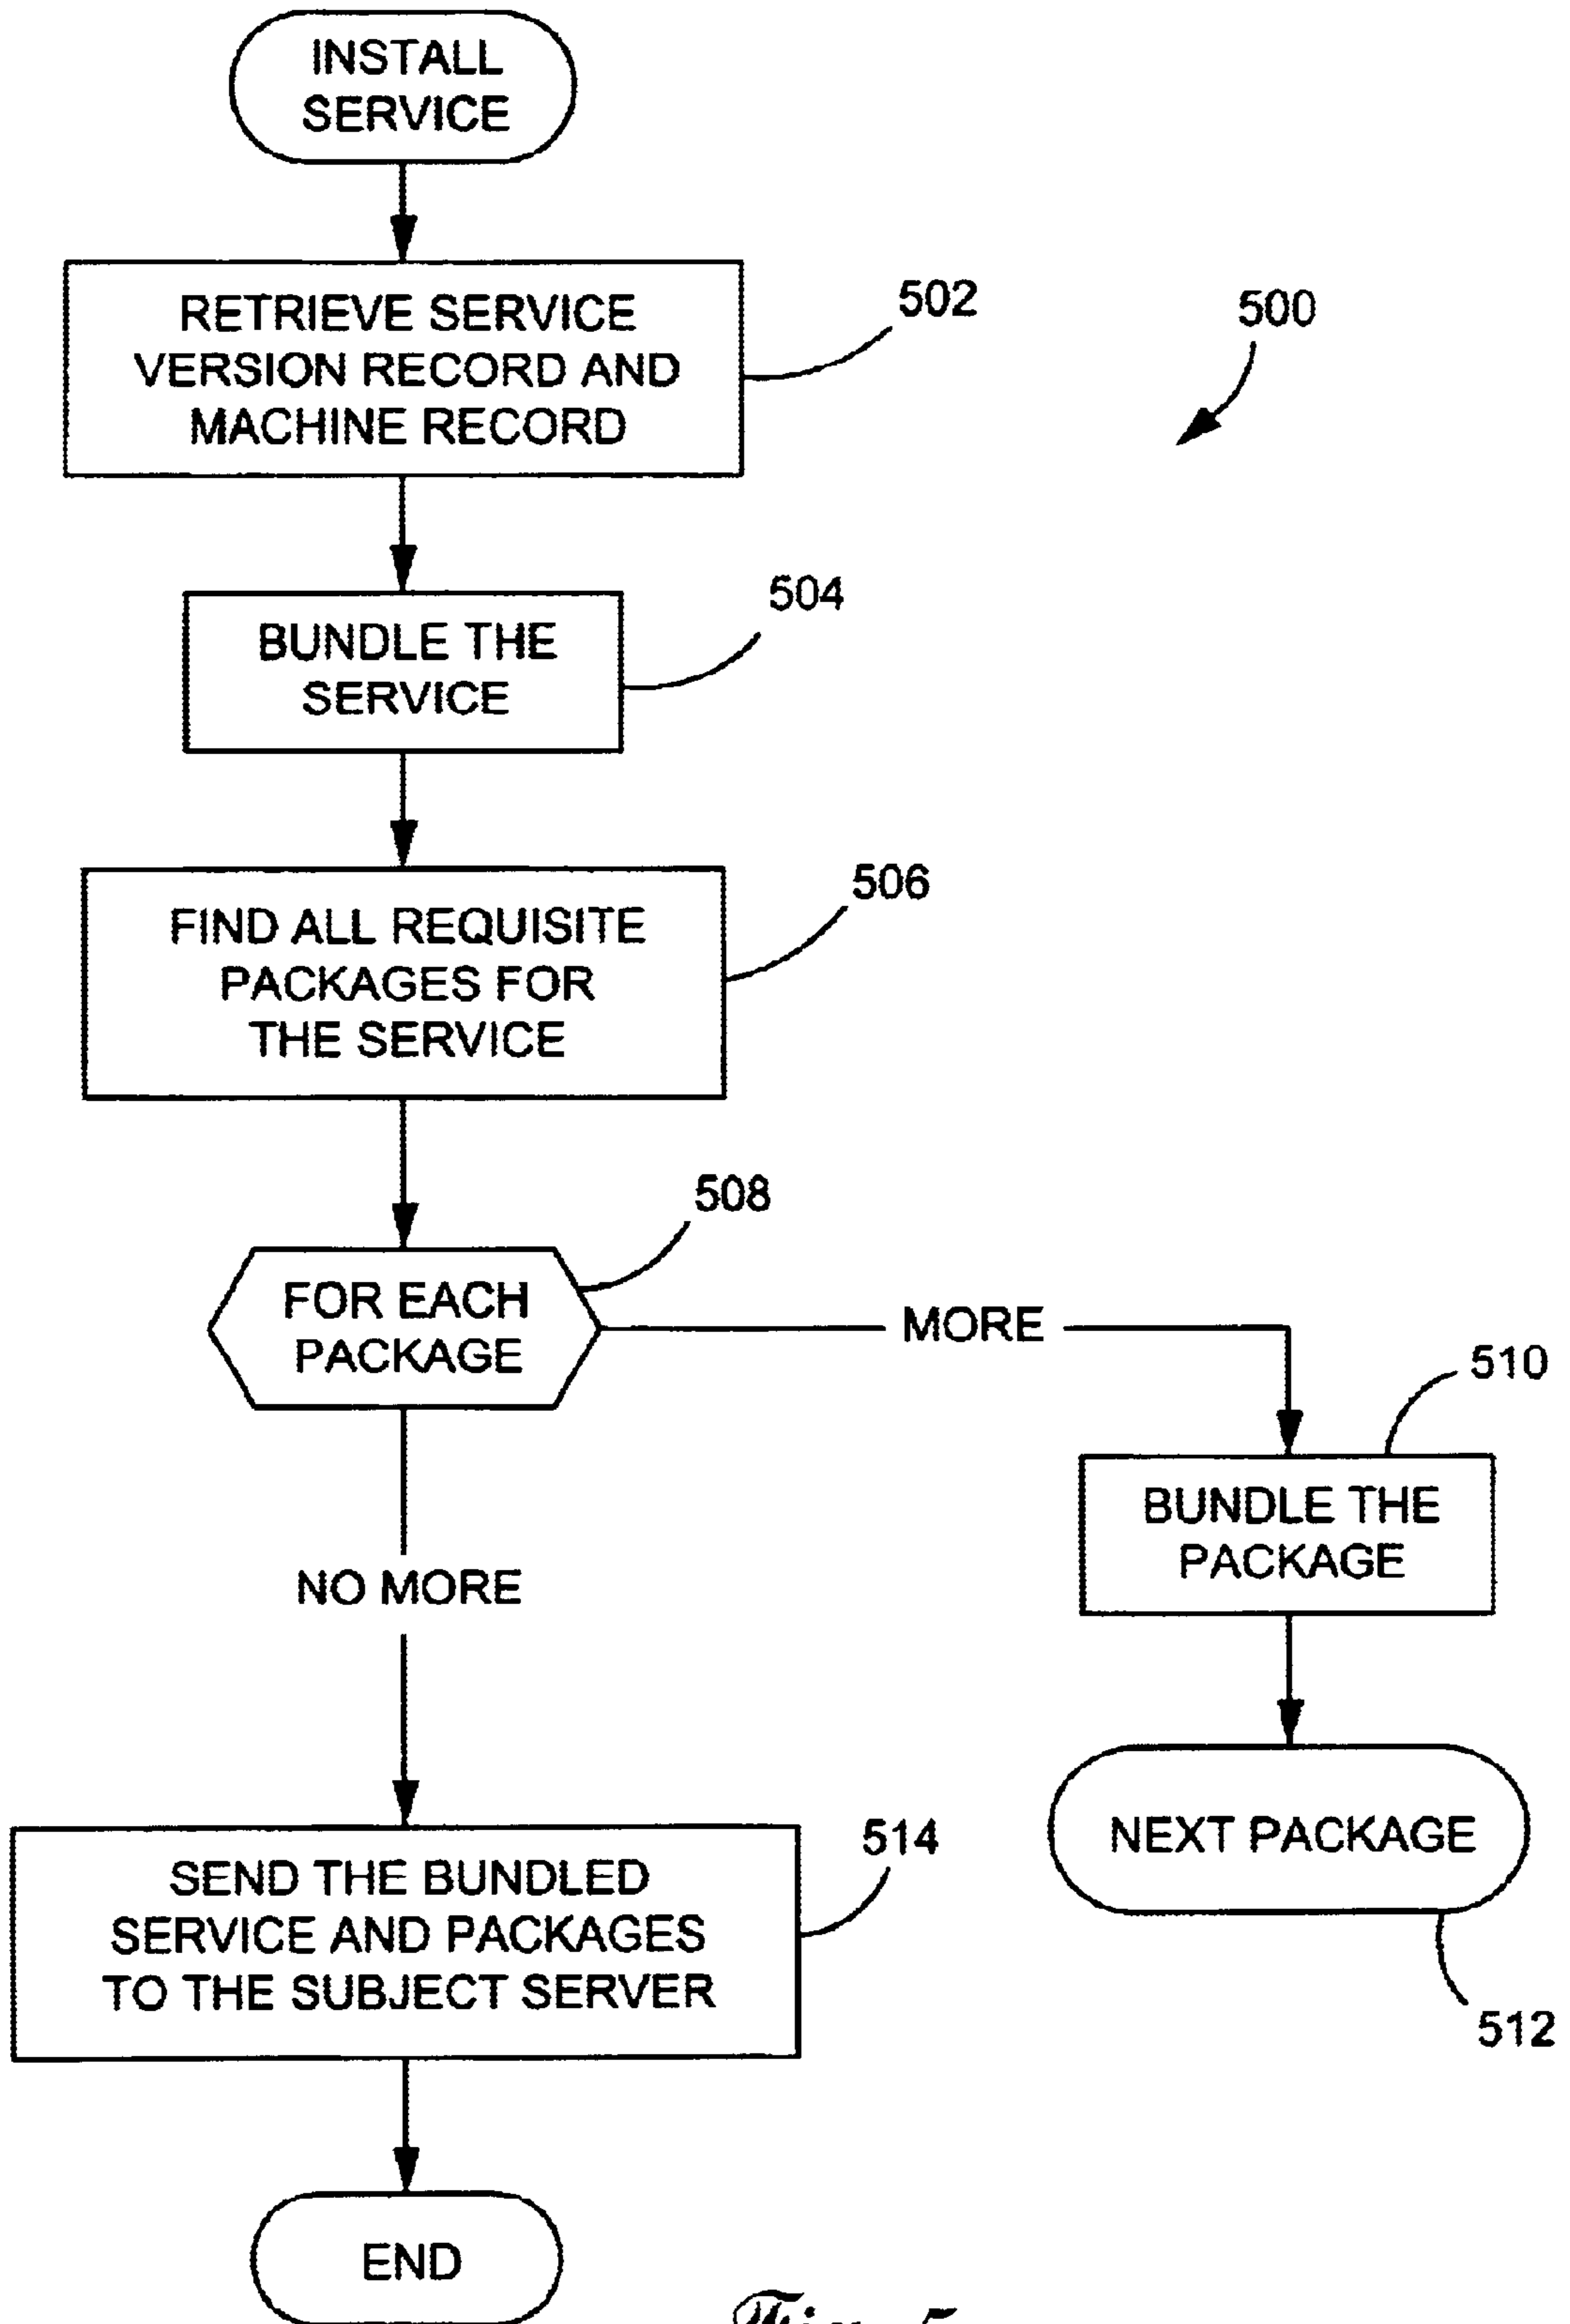 INSTALL
SERVICE
RETRIEVE SERVICE
VERSION RECORD AND
MACHINE RECORD
502
500
BUNDLE THE
SERVICE
504
FIND ALL REQUISITE
PACKAGES FOR
THE SERVICE
506
FOR EACH
PACKAGE
508
MORE
BUNDLE THE
PACKAGE
510
NO MORE
NEXT PACKAGE
512
SEND THE BUNDLED
SERVICE AND PACKAGES
TO THE SUBJECT SERVER
514
END
Fig. 5